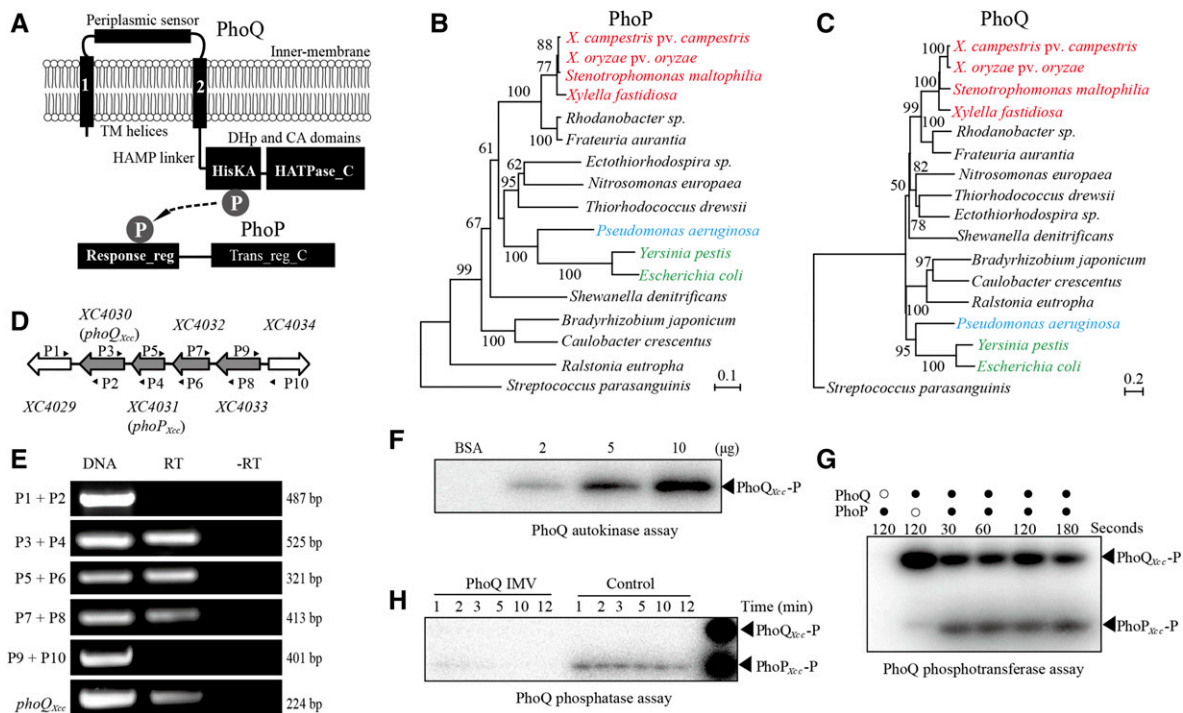 A
Periplasmic sensor
PhoQ
Inner-membrane
1
2
TM helices
DHp and CA domains
HAMP linker
HisKA
HATPase_C
P
P
PhoP
Response_reg
Trans_reg_C
B
PhoP
88
77
100
100
61
62
95
67
100
100
99
100
X. campestris pv. campestris
X. oryzae pv. oryzae
Stenotrophomonas maltophilia
Xylella fastidiosa
Rhodanobacter sp.
Frateuria aurantia
Ectothiorhodospira sp.
Nitrosomonas europaea
Thiorhodococcus drewsii
Pseudomonas aeruginosa
Yersinia pestis
Escherichia coli
Shewanella denitrificans
Bradyrhizobium japonicum
Caulobacter crescentus
Ralstonia eutropha
Streptococcus parasanguinis
0.1
C
PhoQ
100
100
99
100
82
50
78
97
100
95
100
X. campestris pv. campestris
X. oryzae pv. oryzae
Stenotrophomonas maltophilia
Xylella fastidiosa
Rhodanobacter sp.
Frateuria aurantia
Nitrosomonas europaea
Thiorhodococcus drewsii
Ectothiorhodospira sp.
Shewanella denitrificans
Bradyrhizobium japonicum
Caulobacter crescentus
Ralstonia eutropha
Pseudomonas aeruginosa
Yersinia pestis
Escherichia coli
Streptococcus parasanguinis
0.2
D
XC4030 XC4032 XC4034
(phoQXcc)
P1 P3 P5 P7 P9
P2 P4 P6 P8 P10
XC4029 XC4031 XC4033
(phoPXcc)
E
DNA RT -RT
P1 + P2 487 bp
P3 + P4 525 bp
P5 + P6 321 bp
P7 + P8 413 bp
P9 + P10 401 bp
phoQXcc 224 bp
F
BSA 2 5 10 (μg)
PhoQXcc-P
PhoQ autokinase assay
G
PhoQ
PhoP
120 120 30 60 120 180 Seconds
PhoQXcc-P
PhoPXcc-P
PhoQ phosphotransferase assay
H
PhoQ IMV Control
1 2 3 5 10 12 1 2 3 5 10 12 Time (min)
PhoQXcc-P
PhoPXcc-P
PhoQ phosphatase assay